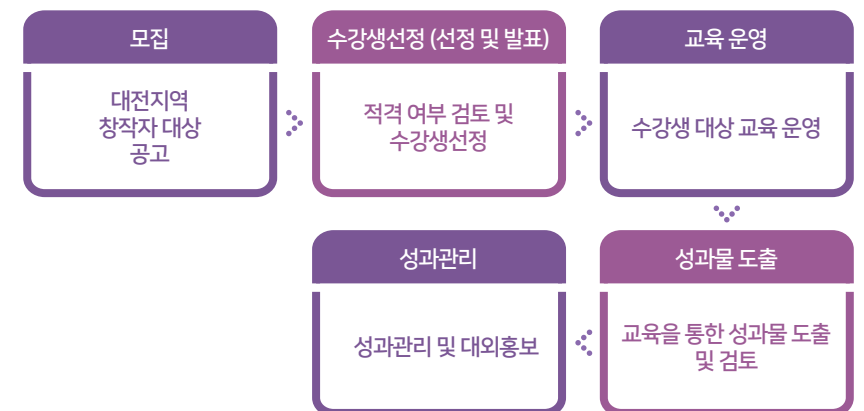 모집
대전지역
창작자 대상
공고
수강생선정 (선정 및 발표)
적격 여부 검토 및
수강생선정
교육 운영
수강생 대상 교육 운영
성과물 도출
교육을 통한 성과물 도출
및 검토
성과관리
성과관리 및 대외홍보